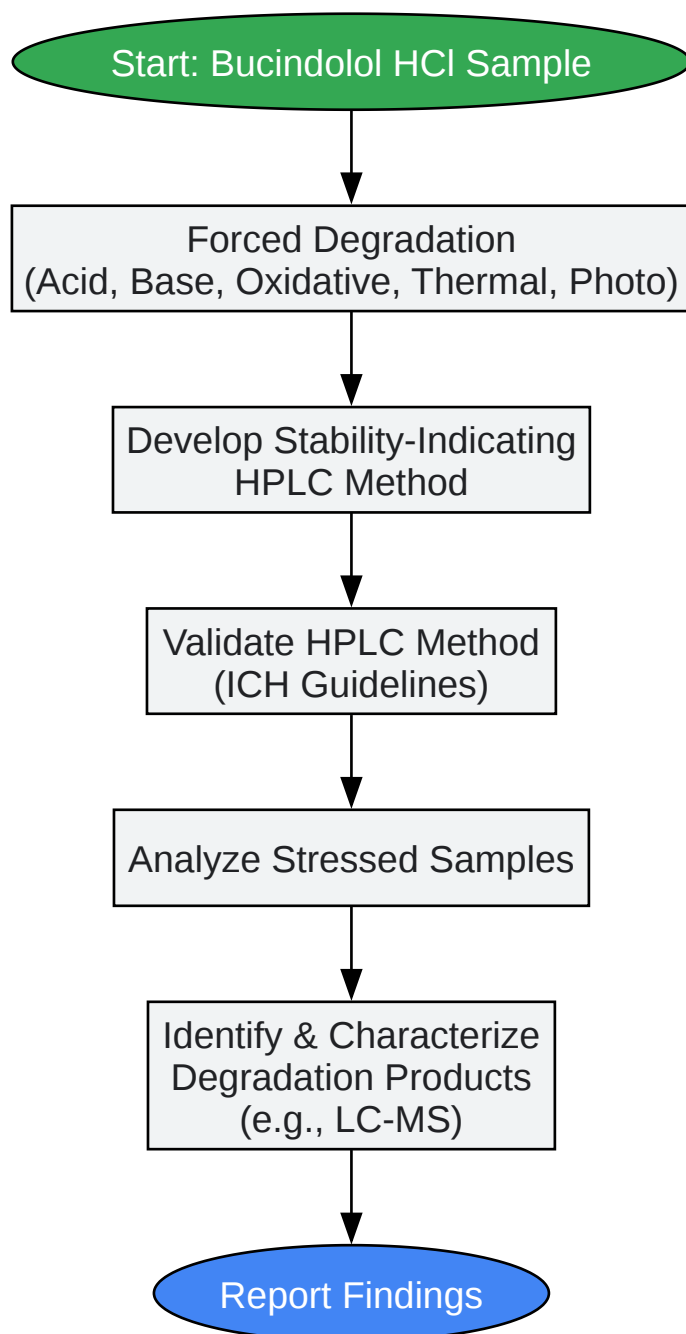 Start: Bucindolol HCl Sample
Forced Degradation
(Acid, Base, Oxidative, Thermal, Photo)
Develop Stability-Indicating
HPLC Method
Validate HPLC Method
(ICH Guidelines)
Analyze Stressed Samples
Identify & Characterize
Degradation Products
(e.g., LC-MS)
Report Findings